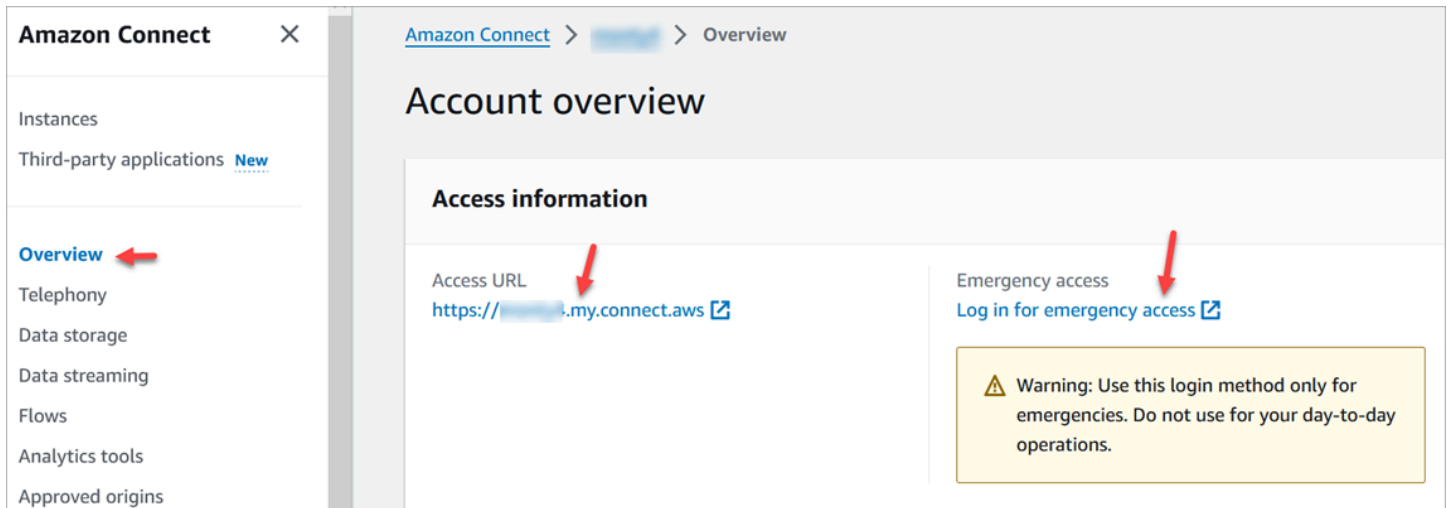 Amazon Connect
Instances
Third-party applications New
Overview
Telephony
Data storage
Data streaming
Flows
Analytics tools
Approved origins
Amazon Connect > > Overview
Account overview
Access information
Access URL
https:// .my.connect.aws
Emergency access
Log in for emergency access
Warning: Use this login method only for
emergencies. Do not use for your day-to-day
operations.